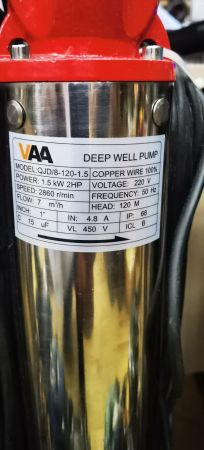 VAA DEEP WELL PUMP
MODEL:QJD/8-120-1.5 COPPER WIRE 100%
POWER: 1.5 kW 2HP VOLTAGE: 220 V
SPEED: 2860 r/min FREQUENCY: 50 Hz
FLOW: 7 m³/h HEAD: 120 M
INCH: 1" IN: 4.8 A IP: 68
C 15 uF VL 450 V ICL B